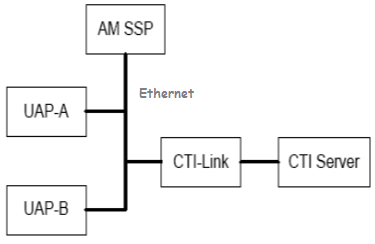 AM SSP
Ethernet
UAP-A
CTI-Link
CTI Server
UAP-B